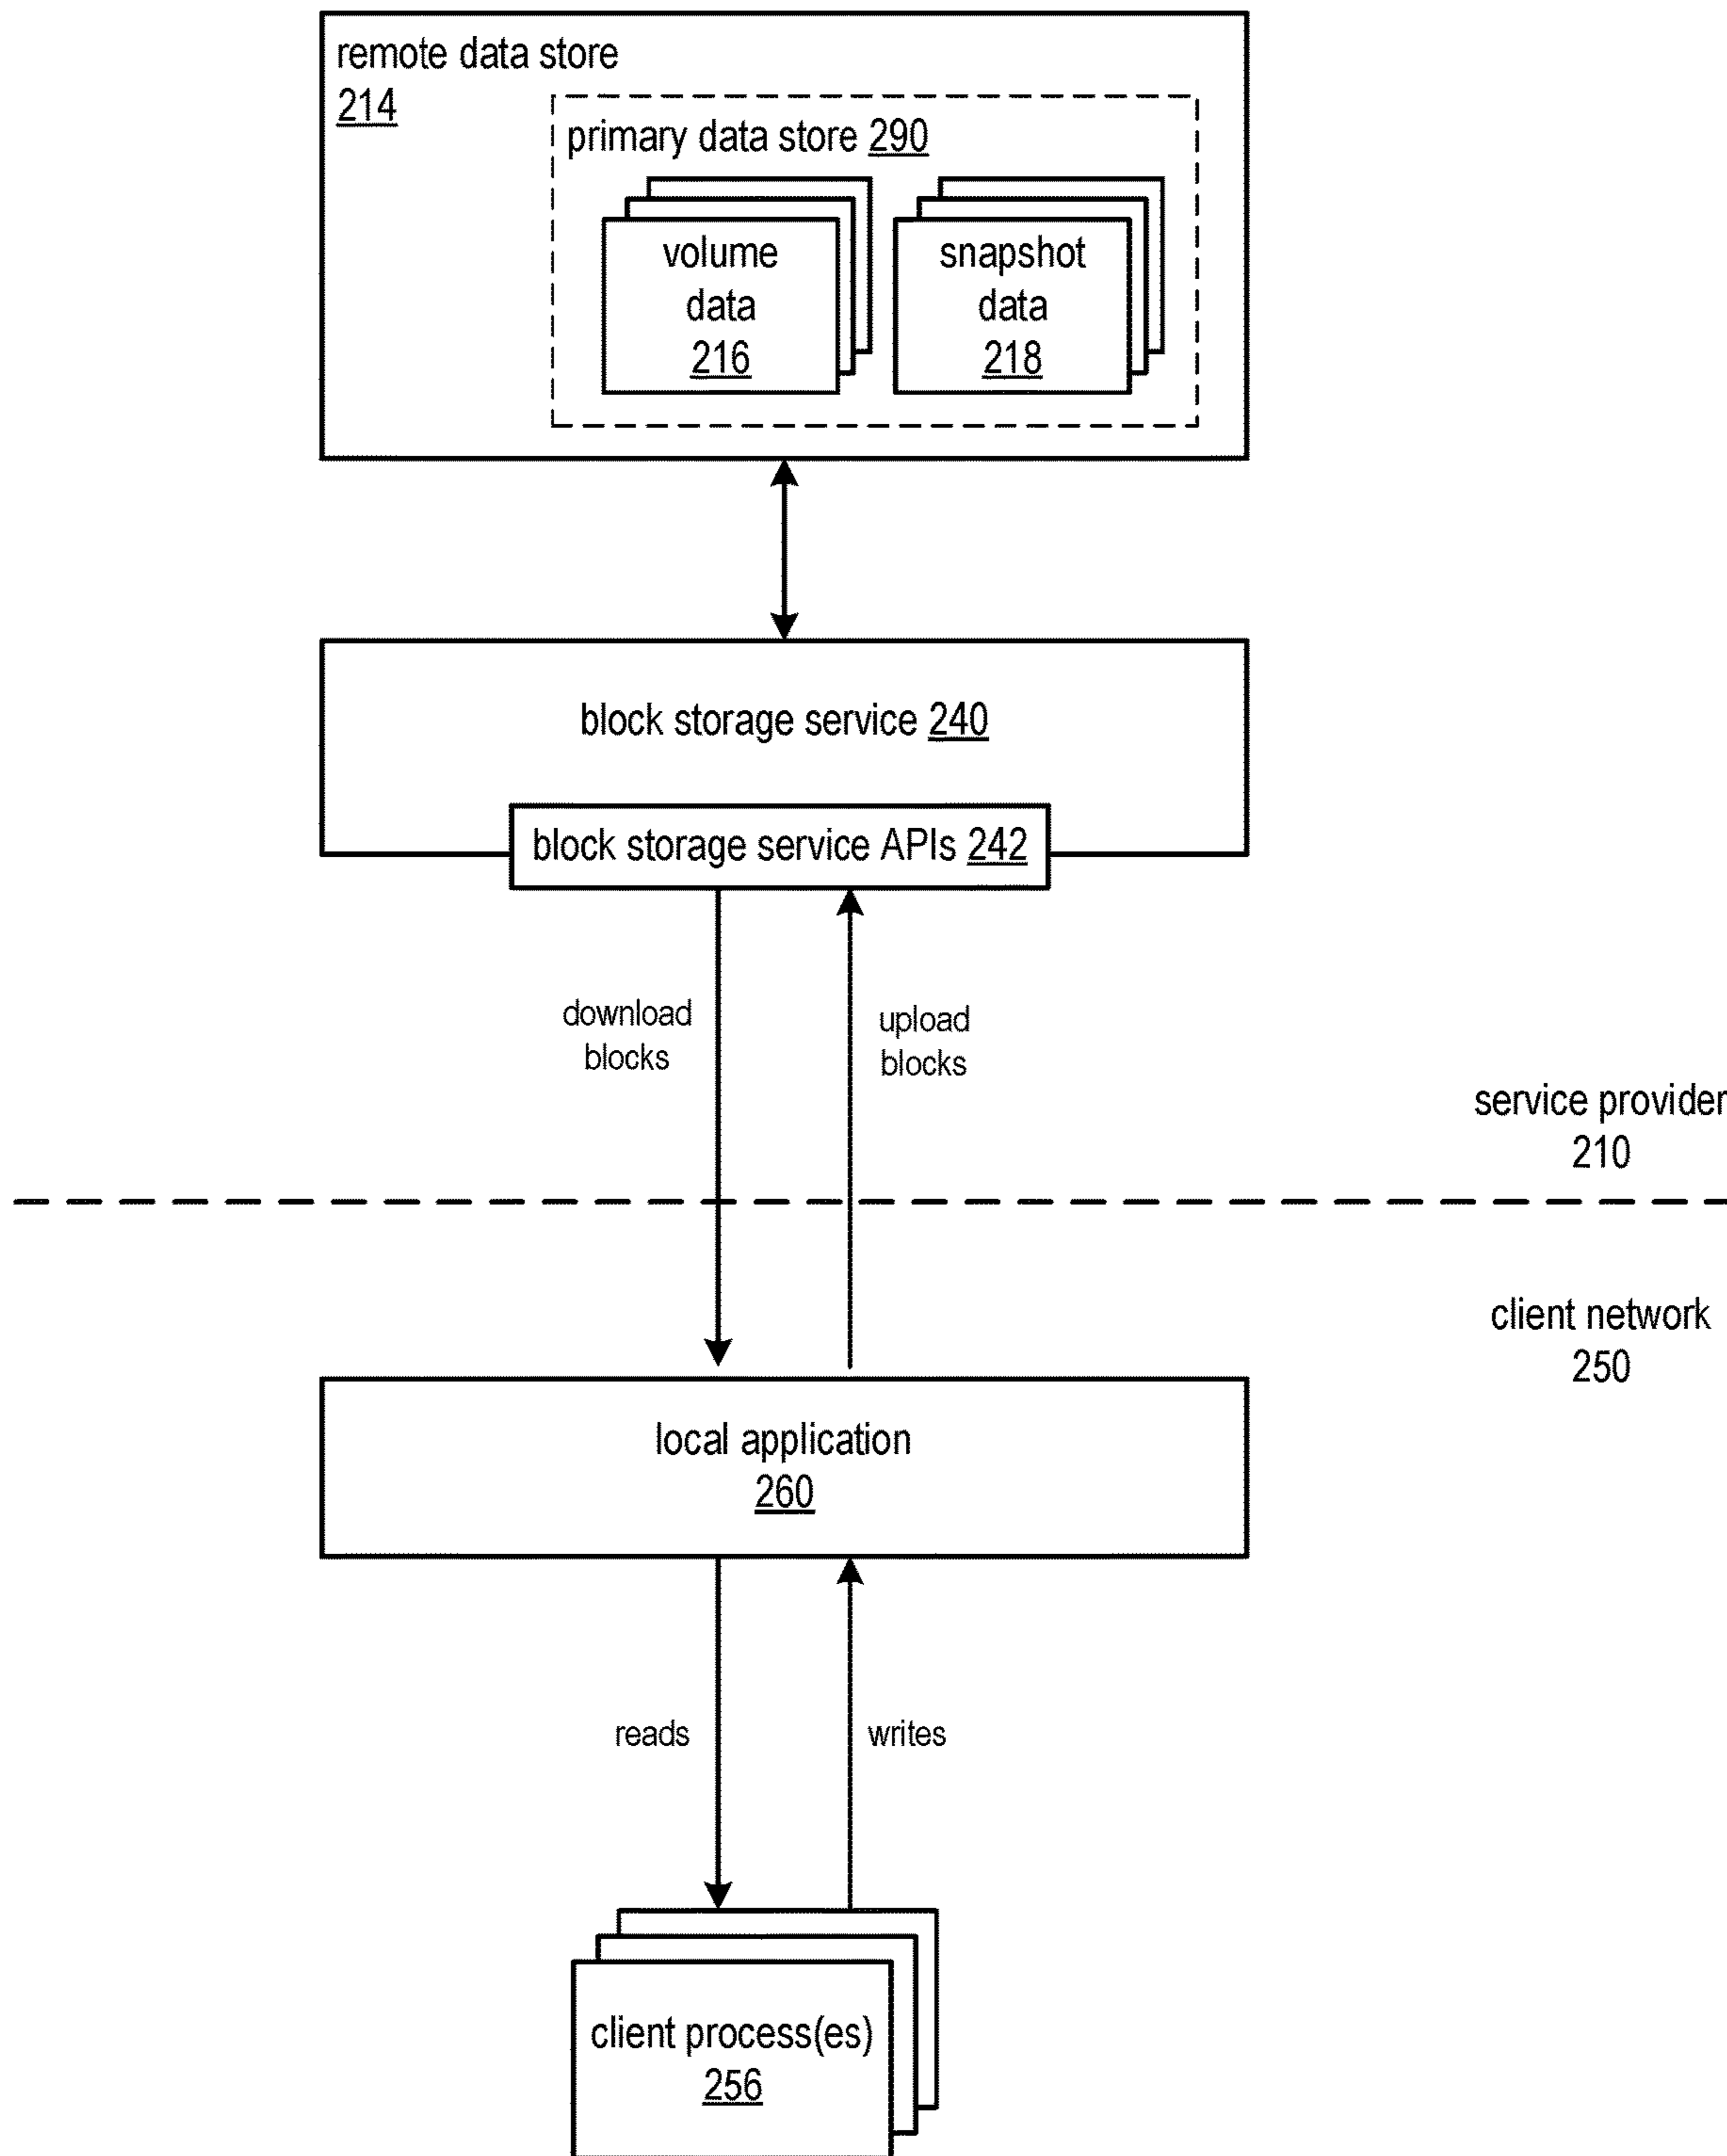 remote data store
214
primary data store 290
volume
data
216
snapshot
data
218
block storage service 240
block storage service APIs 242
download
blocks
upload
blocks
service provider
210
client network
250
local application
260
reads
writes
client process(es)
256